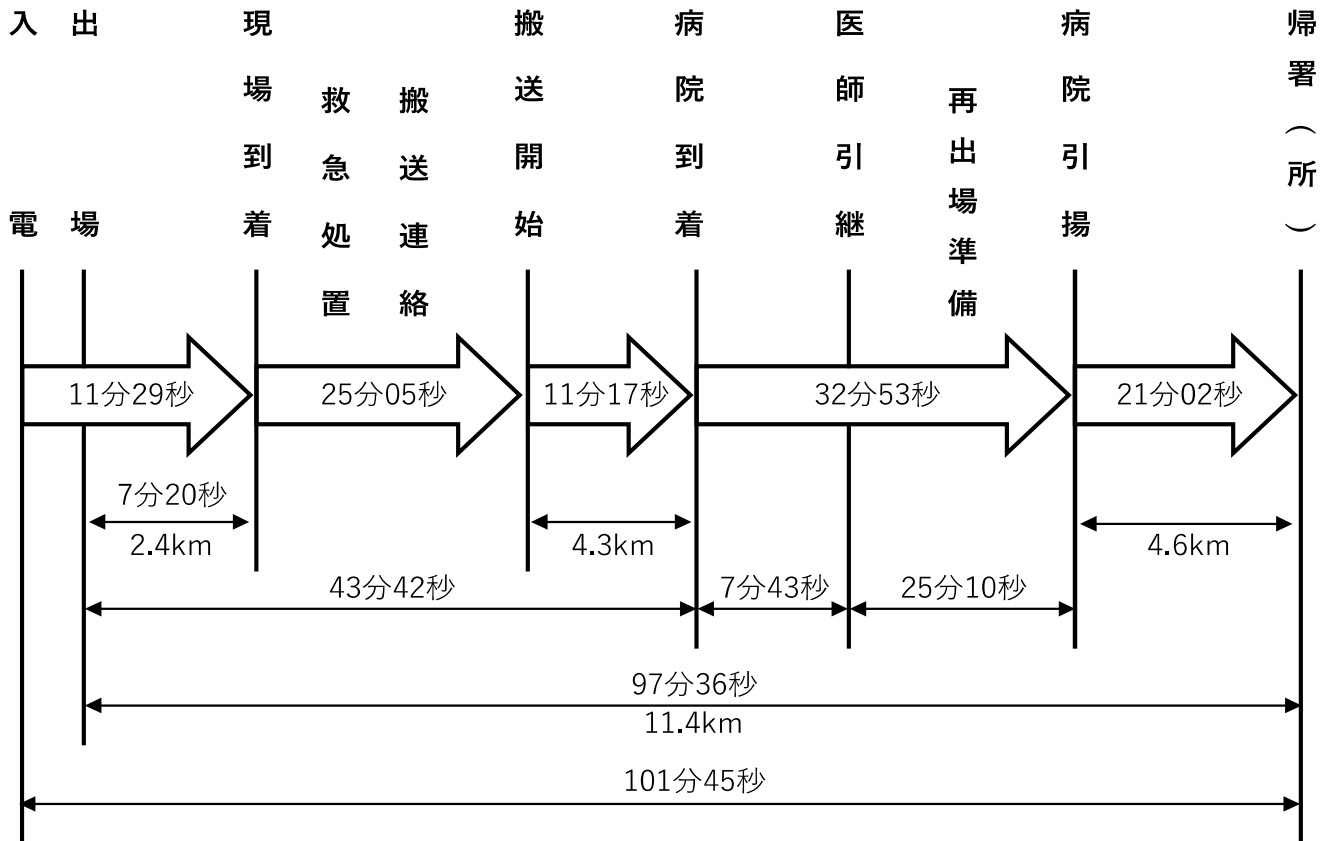 入電
出場
現場到着
救急処置
搬送連絡
搬送開始
病院到着
医師引継
再出場準備
病院引揚
帰署(所)
11分29秒
25分05秒
11分17秒
32分53秒
21分02秒
7分20秒
2.4km
4.3km
4.6km
43分42秒
7分43秒
25分10秒
97分36秒
11.4km
101分45秒